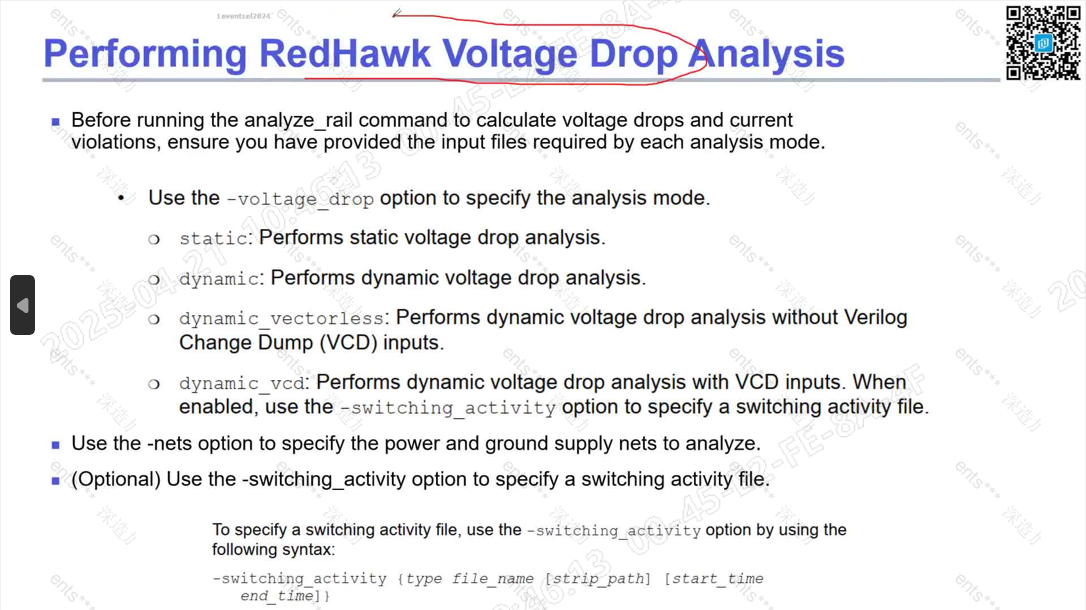 Leventsel2024
Performing RedHawk Voltage Drop Analysis
Before running the analyze_rail command to calculate voltage drops and current
violations, ensure you have provided the input files required by each analysis mode.
• Use the -voltage_drop option to specify the analysis mode.
static: Performs static voltage drop analysis.
dynamic: Performs dynamic voltage drop analysis.
dynamic_vectorless: Performs dynamic voltage drop analysis without Verilog
Change Dump (VCD) inputs.
dynamic_vcd: Performs dynamic voltage drop analysis with VCD inputs. When
enabled, use the -switching_activity option to specify a switching activity file.
Use the -nets option to specify the power and ground supply nets to analyze.
(Optional) Use the -switching_activity option to specify a switching activity file.
To specify a switching activity file, use the -switching_activity option by using the
following syntax:
-switching_activity {type file_name [strip_path] [start_time
end_time]}